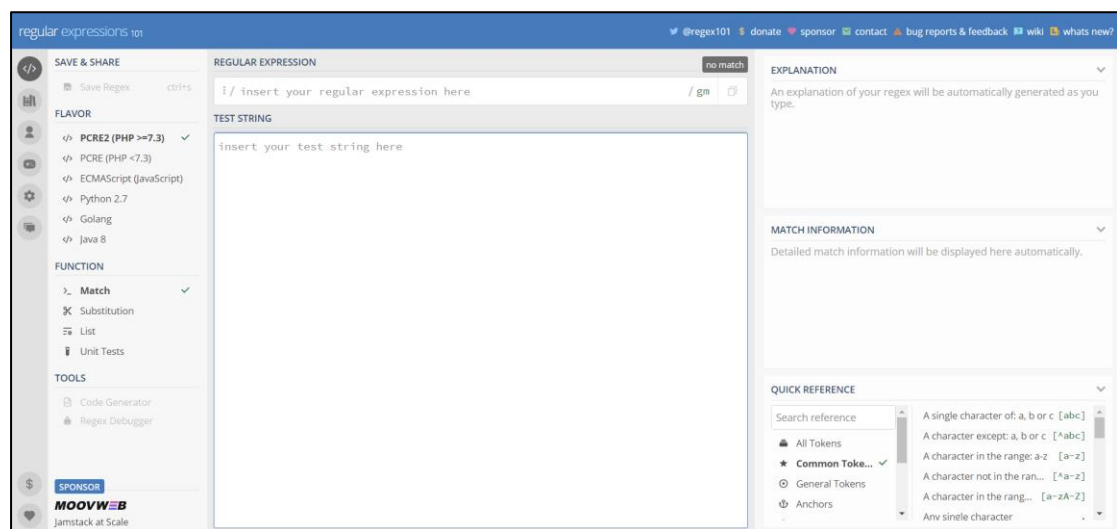 regular expressions 101
@regex101 $ donate sponsor contact bug reports & feedback wiki whats new?
SAVE & SHARE
Save Regex ctrl+s
FLAVOR
</> PCRE2 (PHP >=7.3)
</> PCRE (PHP <7.3)
</> ECMAScript (JavaScript)
</> Python 2.7
</> Golang
</> Java 8
FUNCTION
>_ Match
Substitution
List
Unit Tests
TOOLS
Code Generator
Regex Debugger
SPONSOR
MOOVWEB
Jamstack at Scale
REGULAR EXPRESSION
no match
/ insert your regular expression here / gm
TEST STRING
insert your test string here
EXPLANATION
An explanation of your regex will be automatically generated as you
type.
MATCH INFORMATION
Detailed match information will be displayed here automatically.
QUICK REFERENCE
Search reference
All Tokens
Common Toke...
General Tokens
Anchors
A single character of: a, b or c [abc]
A character except: a, b or c [^abc]
A character in the range: a-z [a-z]
A character not in the ran... [^a-z]
A character in the rang... [a-zA-Z]
Any single character .